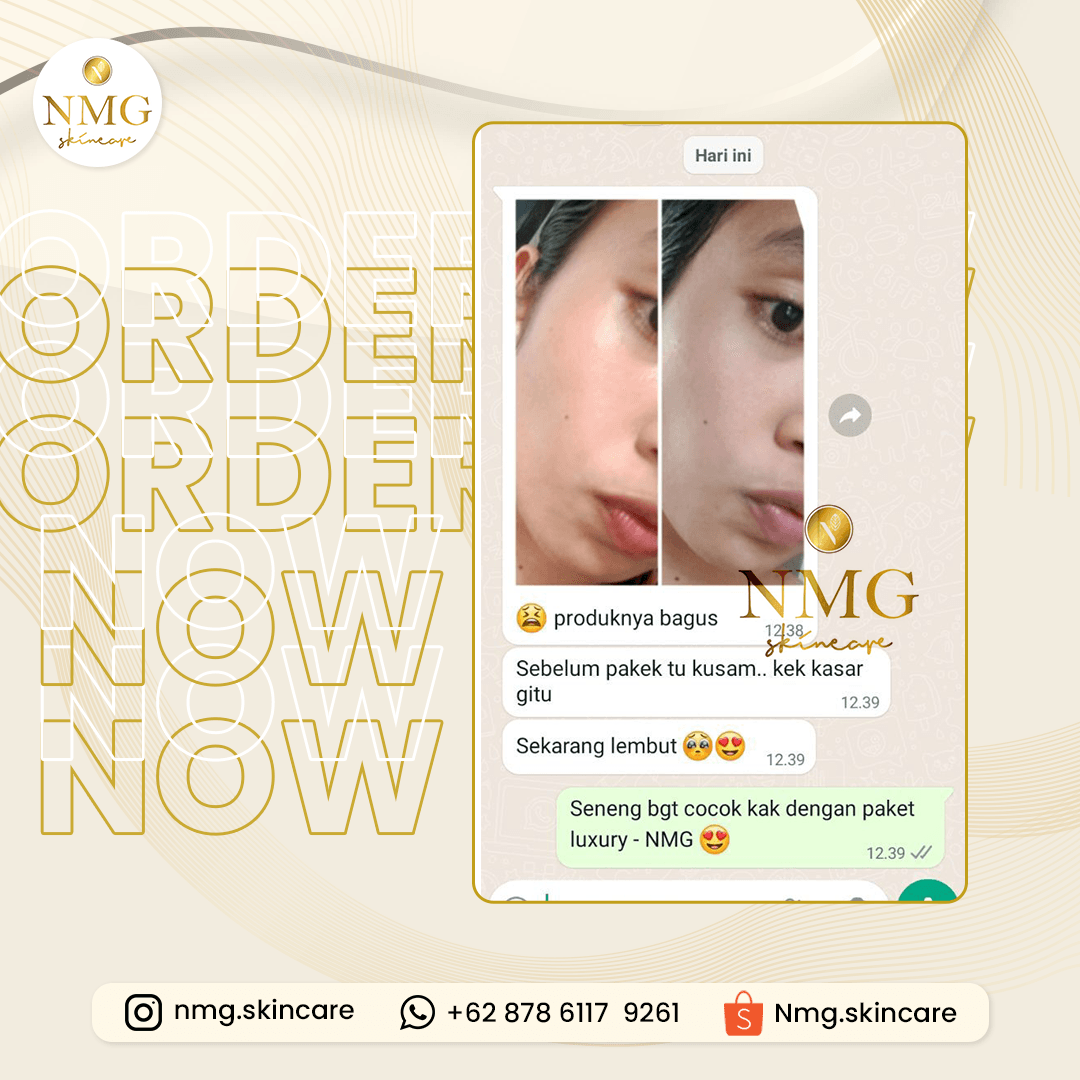 NMG
skincare
ORDER
ORDER
ORDER
ORDER
NOW
NOW
NOW
NOW
Hari ini
😫 produknya bagus
12.38
NMG
skincare
Sebelum pakek tu kusam.. kek kasar
gitu
12.39
Sekarang lembut 🥹😍
12.39
Seneng bgt cocok kak dengan paket
luxury - NMG 😍
12.39
nmg.skincare
+62 878 6117 9261
Nmg.skincare